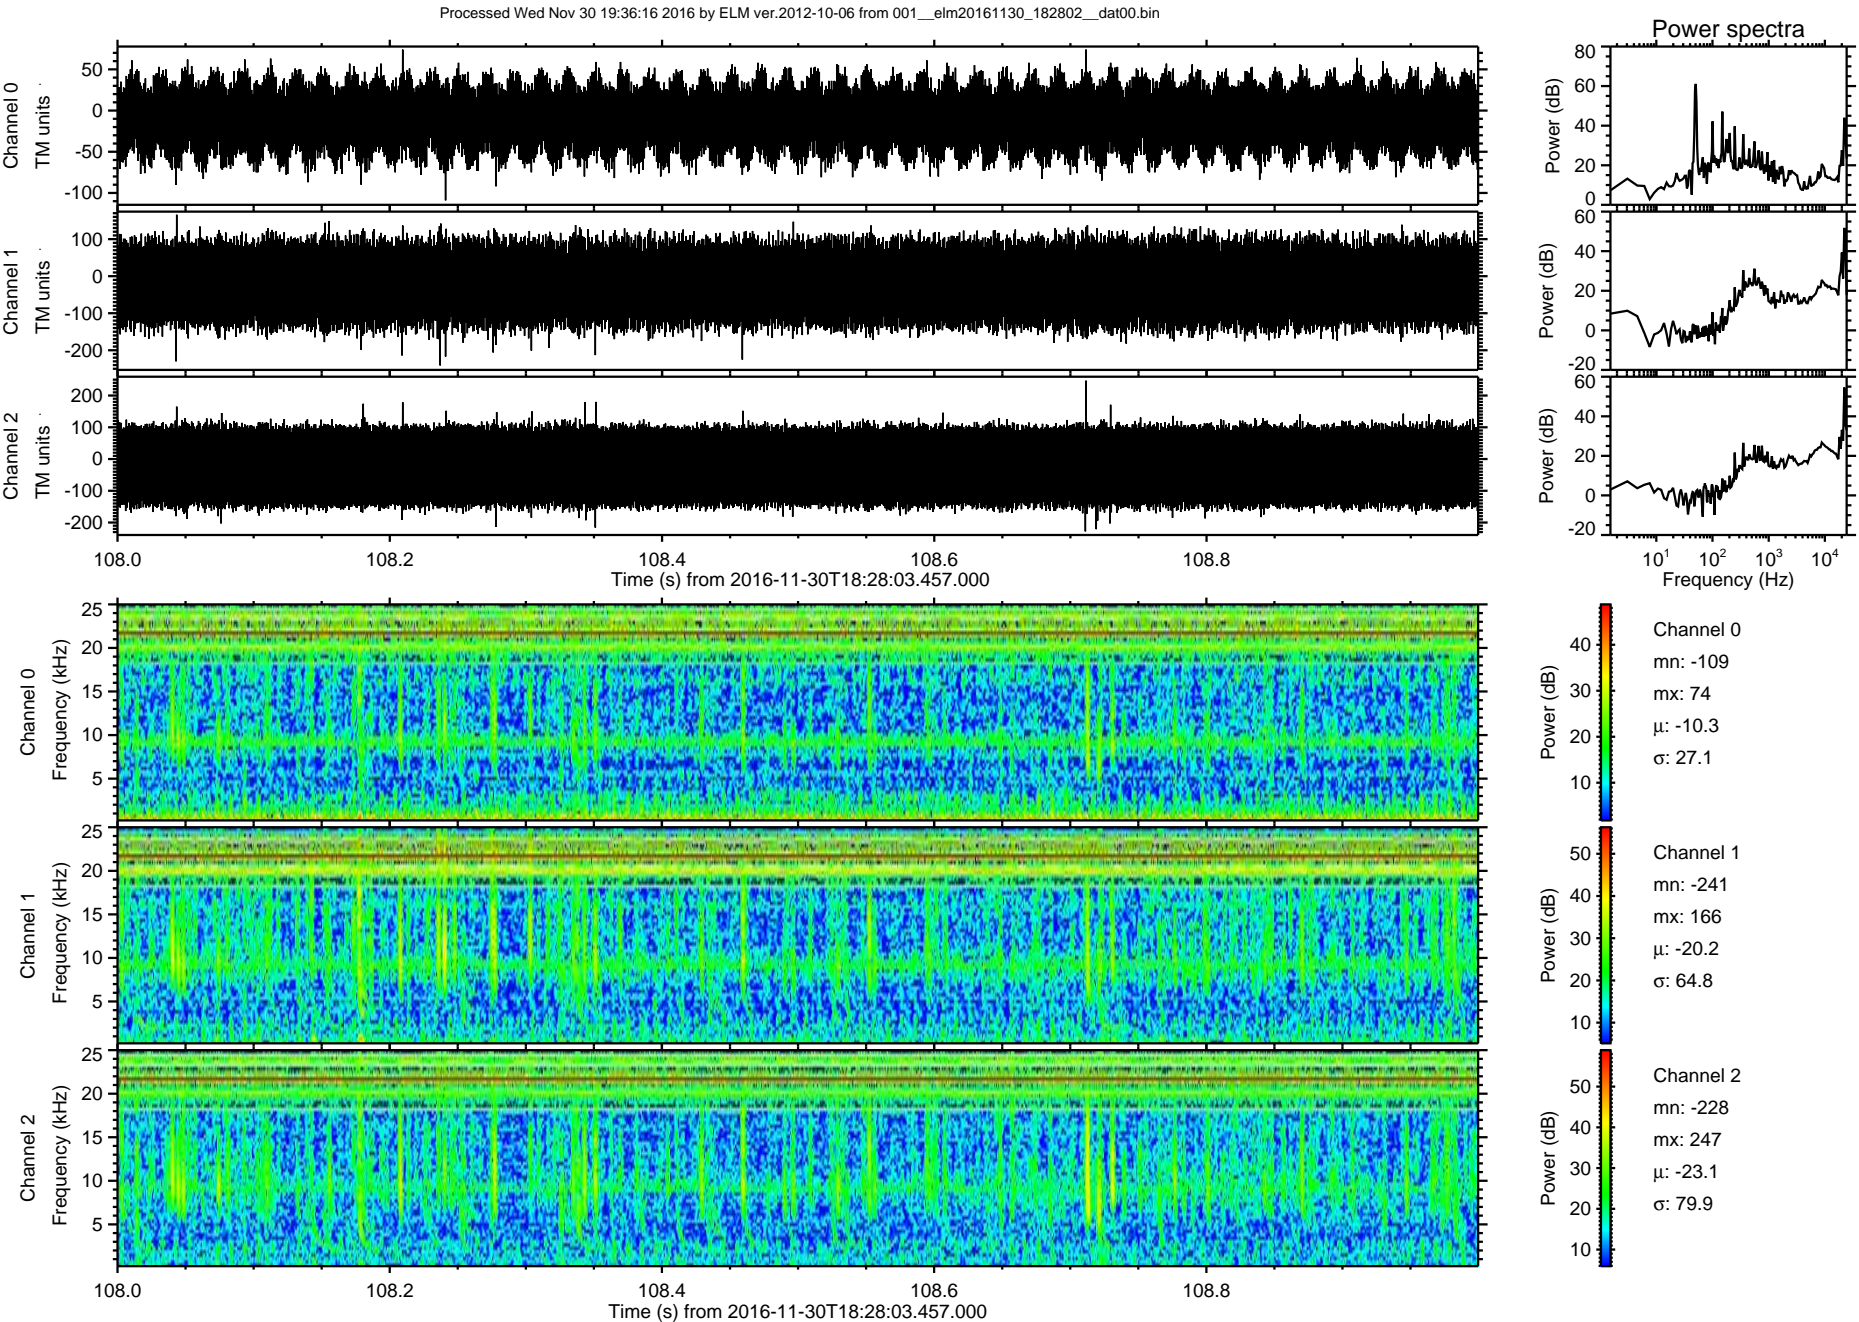 Processed Wed Nov 30 19:36:16 2016 by ELM ver.2012-10-06 from 001__elm20161130_182802__dat00.bin
Power spectra
Channel 0
TM units
50
0
-50
-100
Power (dB)
80
60
40
20
0
Channel 1
TM units
100
0
-100
-200
Power (dB)
60
40
20
0
-20
Channel 2
TM units
200
100
0
-100
-200
Power (dB)
60
40
20
0
-20
108.0 108.2 108.4 108.6 108.8
Time (s) from 2016-11-30T18:28:03.457.000
10¹ 10² 10³ 10⁴
Frequency (Hz)
Channel 0
Frequency (kHz)
25
20
15
10
5
Power (dB)
40
30
20
10
Channel 0
mn: -109
mx: 74
μ: -10.3
σ: 27.1
Channel 1
Frequency (kHz)
25
20
15
10
5
Power (dB)
50
40
30
20
10
Channel 1
mn: -241
mx: 166
μ: -20.2
σ: 64.8
Channel 2
Frequency (kHz)
25
20
15
10
5
Power (dB)
50
40
30
20
10
Channel 2
mn: -228
mx: 247
μ: -23.1
σ: 79.9
108.0 108.2 108.4 108.6 108.8
Time (s) from 2016-11-30T18:28:03.457.000